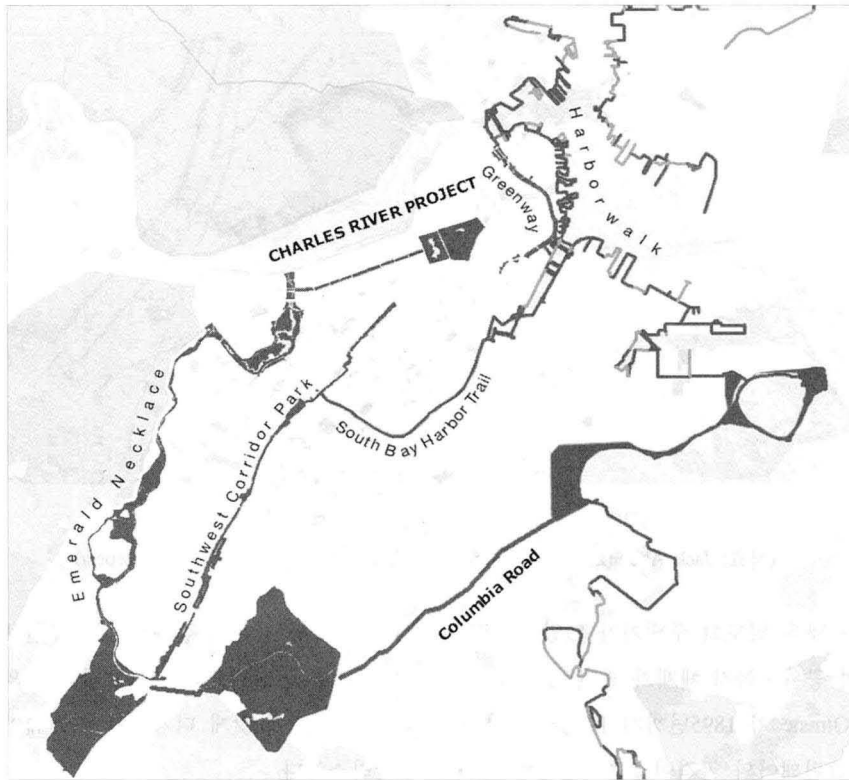 Harborwalk
Greenway
CHARLES RIVER PROJECT
Emerald Necklace
Southwest Corridor Park
South Bay Harbor Trail
Columbia Road